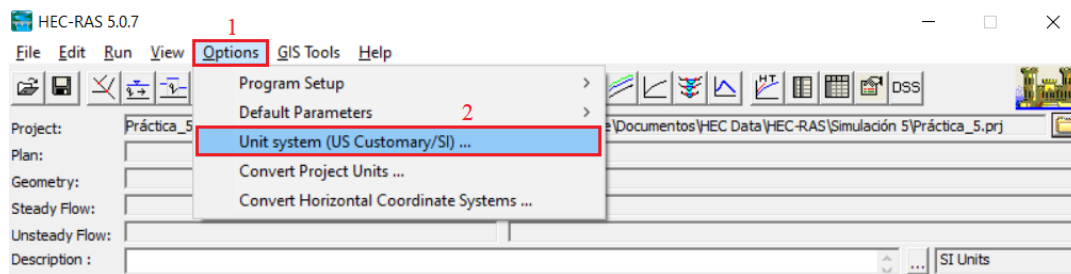 HEC-RAS 5.0.7
1
File Edit Run View Options GIS Tools Help
Program Setup
HT
DSS
Default Parameters
2
Project: Práctica_5 e\Documentos\HEC Data\HEC-RAS\Simulación 5\Práctica_5.prj
Unit system (US Customary/SI) ...
Plan:
Convert Project Units ...
Geometry:
Convert Horizontal Coordinate Systems ...
Steady Flow:
Unsteady Flow:
Description : ... SI Units